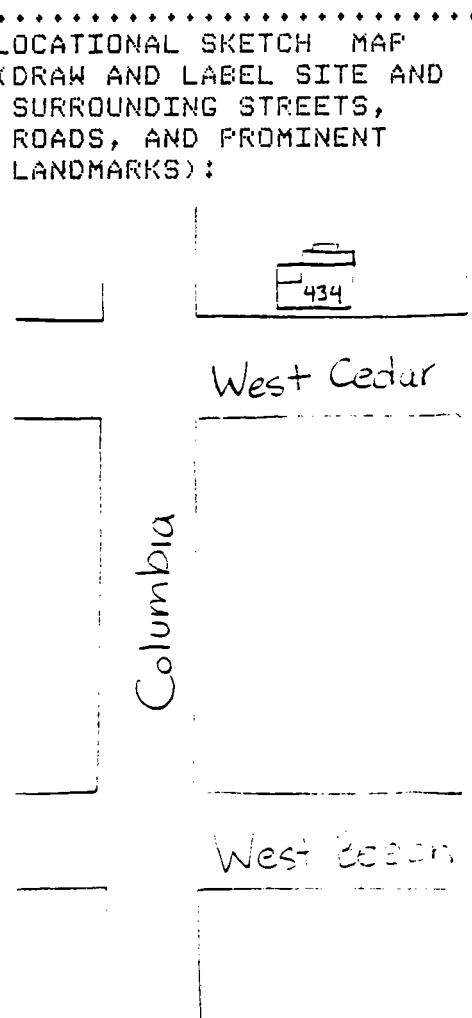 LOCATIONAL SKETCH MAP
(DRAW AND LABEL SITE AND
SURROUNDING STREETS,
ROADS, AND PROMINENT
LANDMARKS):
434
West Cedar
Columbia
West